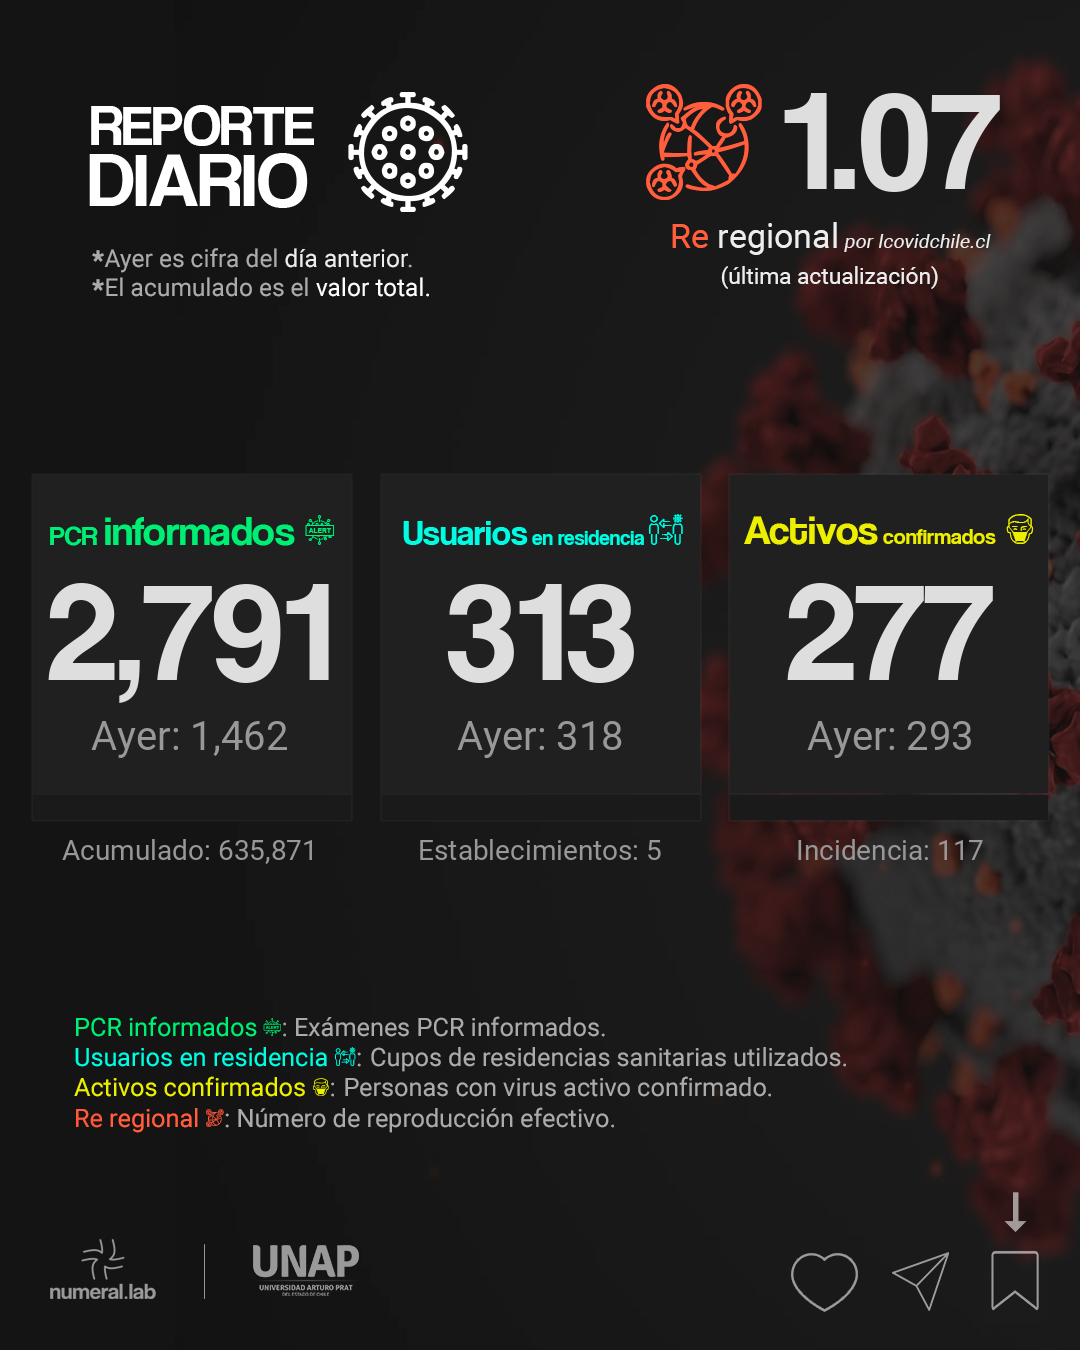 REPORTE
DIARIO
*Ayer es cifra del día anterior.
*El acumulado es el valor total.
1.07
Re regional por Icovidchile.cl
(última actualización)
PCR informados ALERT
2,791
Ayer: 1,462
Acumulado: 635,871
Usuarios en residencia
313
Ayer: 318
Establecimientos: 5
Activos confirmados
277
Ayer: 293
Incidencia: 117
PCR informados ALERT: Exámenes PCR informados.
Usuarios en residencia : Cupos de residencias sanitarias utilizados.
Activos confirmados : Personas con virus activo confirmado.
Re regional : Número de reproducción efectivo.
numeral.lab
UNAP
UNIVERSIDAD ARTURO PRAT
DEL ESTADO DE CHILE